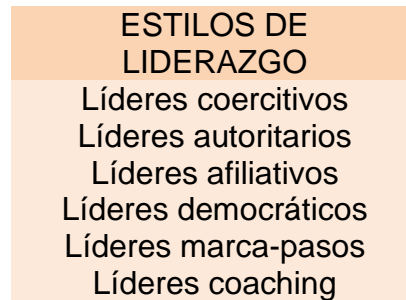 ESTILOS DE
LIDERAZGO
Líderes coercitivos
Líderes autoritarios
Líderes afiliativos
Líderes democráticos
Líderes marca-pasos
Líderes coaching